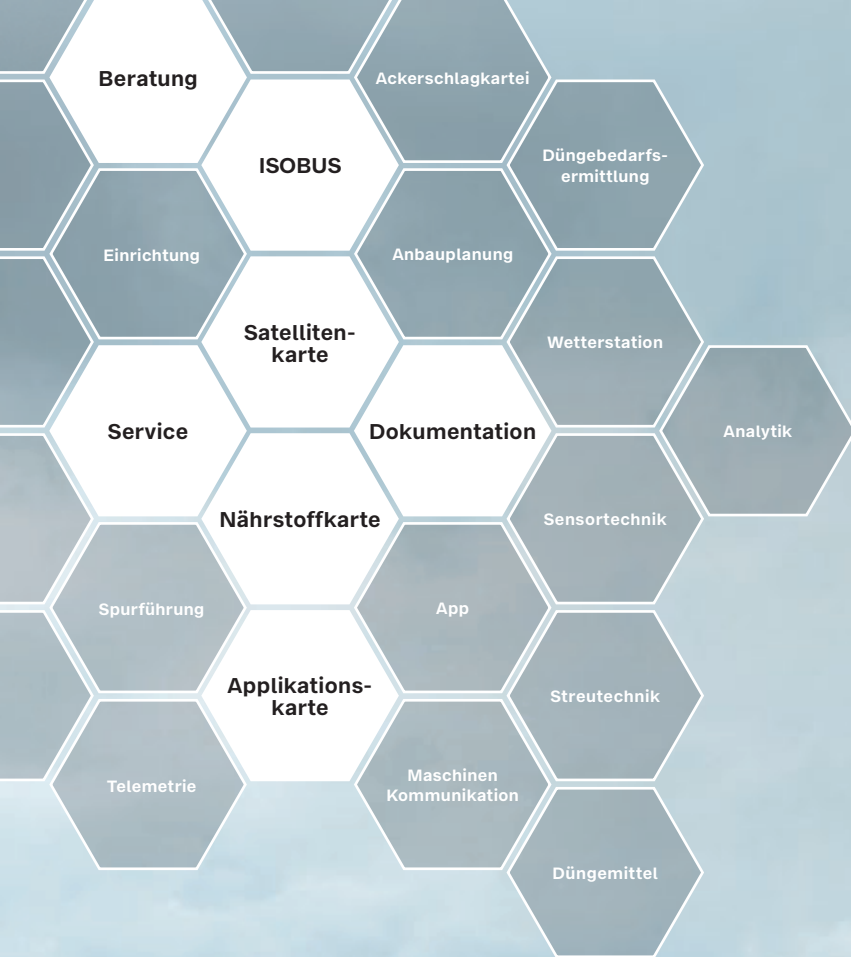 Beratung
Ackerschlagkartei
ISOBUS
Düngebedarfs-
ermittlung
Einrichtung
Anbauplanung
Satelliten-
karte
Wetterstation
Service
Dokumentation
Analytik
Nährstoffkarte
Sensortechnik
Spurführung
App
Applikations-
karte
Streutechnik
Telemetrie
Maschinen
Kommunikation
Düngemittel